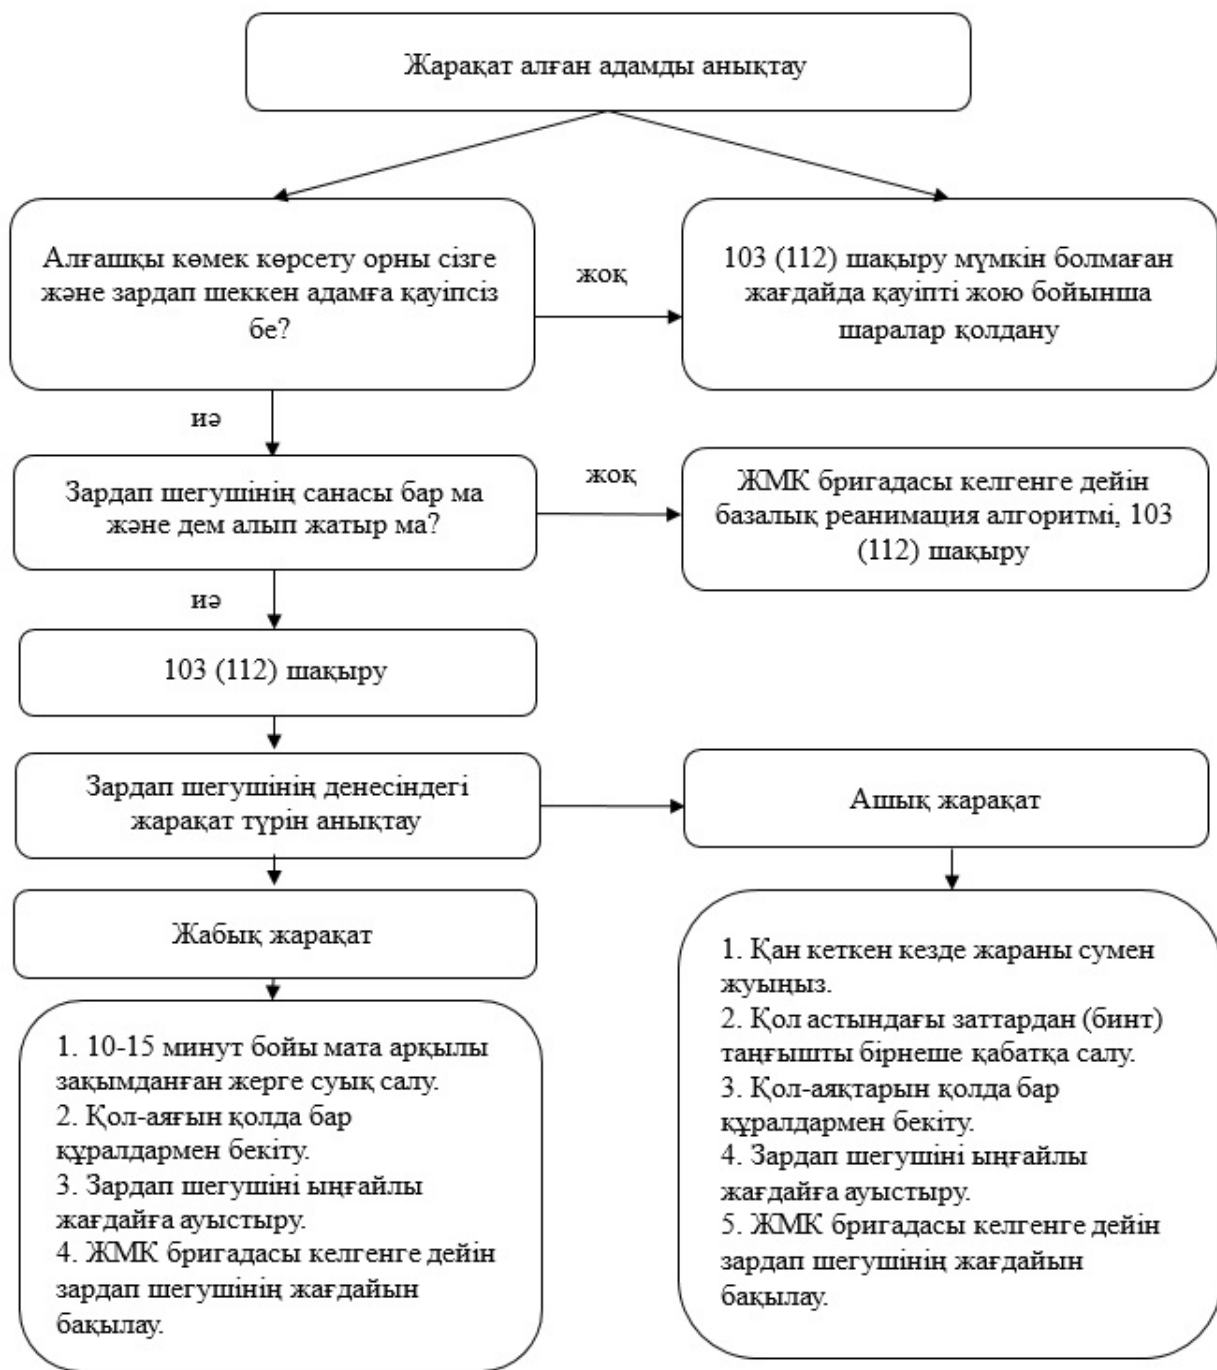 Жарақат алған адамды анықтау
Алғашқы көмек көрсету орны сізге
және зардап шеккен адамға қауіпсіз
бе?
жоқ
103 (112) шақыру мүмкін болмаған
жағдайда қауіпті жою бойынша
шаралар қолдану
иә
Зардап шегушінің санасы бар ма
және дем алып жатыр ма?
жоқ
ЖМК бригадасы келгенге дейін
базалық реанимация алгоритмі, 103
(112) шақыру
иә
103 (112) шақыру
Зардап шегушінің денесіндегі
жарақат түрін анықтау
Ашық жарақат
Жабық жарақат
1. 10-15 минут бойы мата арқылы
зақымданған жерге суық салу.
2. Қол-аяғын қолда бар
құралдармен бекіту.
3. Зардап шегушіні ыңғайлы
жағдайға ауыстыру.
4. ЖМК бригадасы келгенге дейін
зардап шегушінің жағдайын
бақылау.
1. Қан кеткен кезде жараны сумен
жуыңыз.
2. Қол астындағы заттардан (бинт)
таңғышты бірнеше қабатқа салу.
3. Қол-аяқтарын қолда бар
құралдармен бекіту.
4. Зардап шегушіні ыңғайлы
жағдайға ауыстыру.
5. ЖМК бригадасы келгенге дейін
зардап шегушінің жағдайын
бақылау.